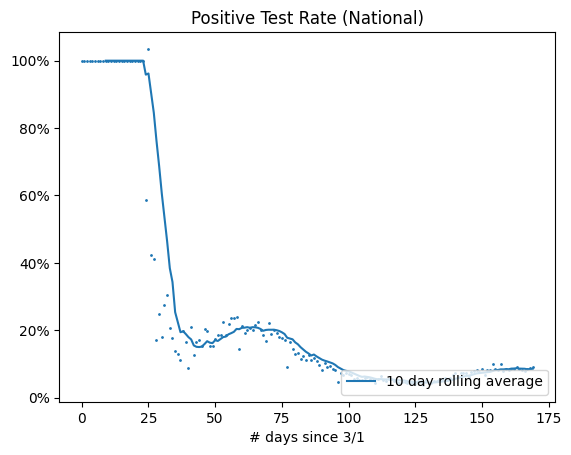 Positive Test Rate (National)
100%
80%
60%
40%
20%
0%
10 day rolling average
0 25 50 75 100 125 150 175
# days since 3/1